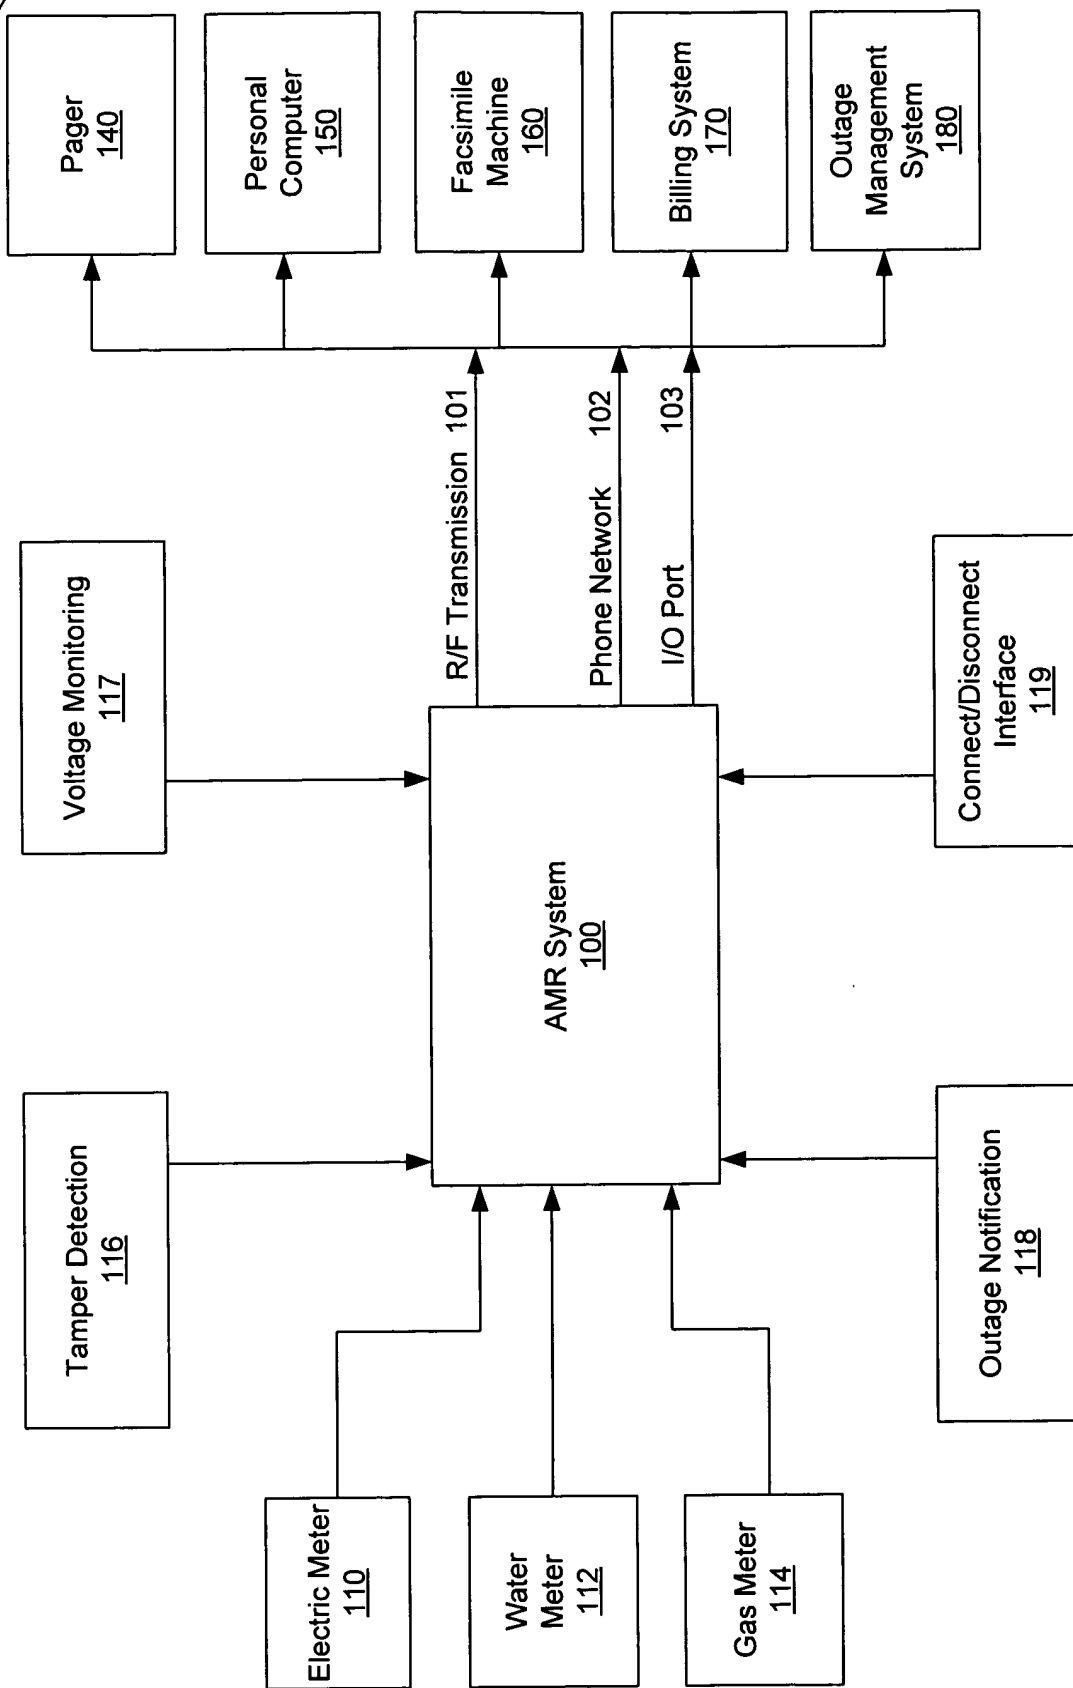 Tamper Detection
116
Voltage Monitoring
117
Pager
140
Personal
Computer
150
Facsimile
Machine
160
Billing System
170
Outage
Management
System
180
Electric Meter
110
Water
Meter
112
Gas Meter
114
AMR System
100
R/F Transmission 101
Phone Network 102
I/O Port 103
Outage Notification
118
Connect/Disconnect
Interface
119